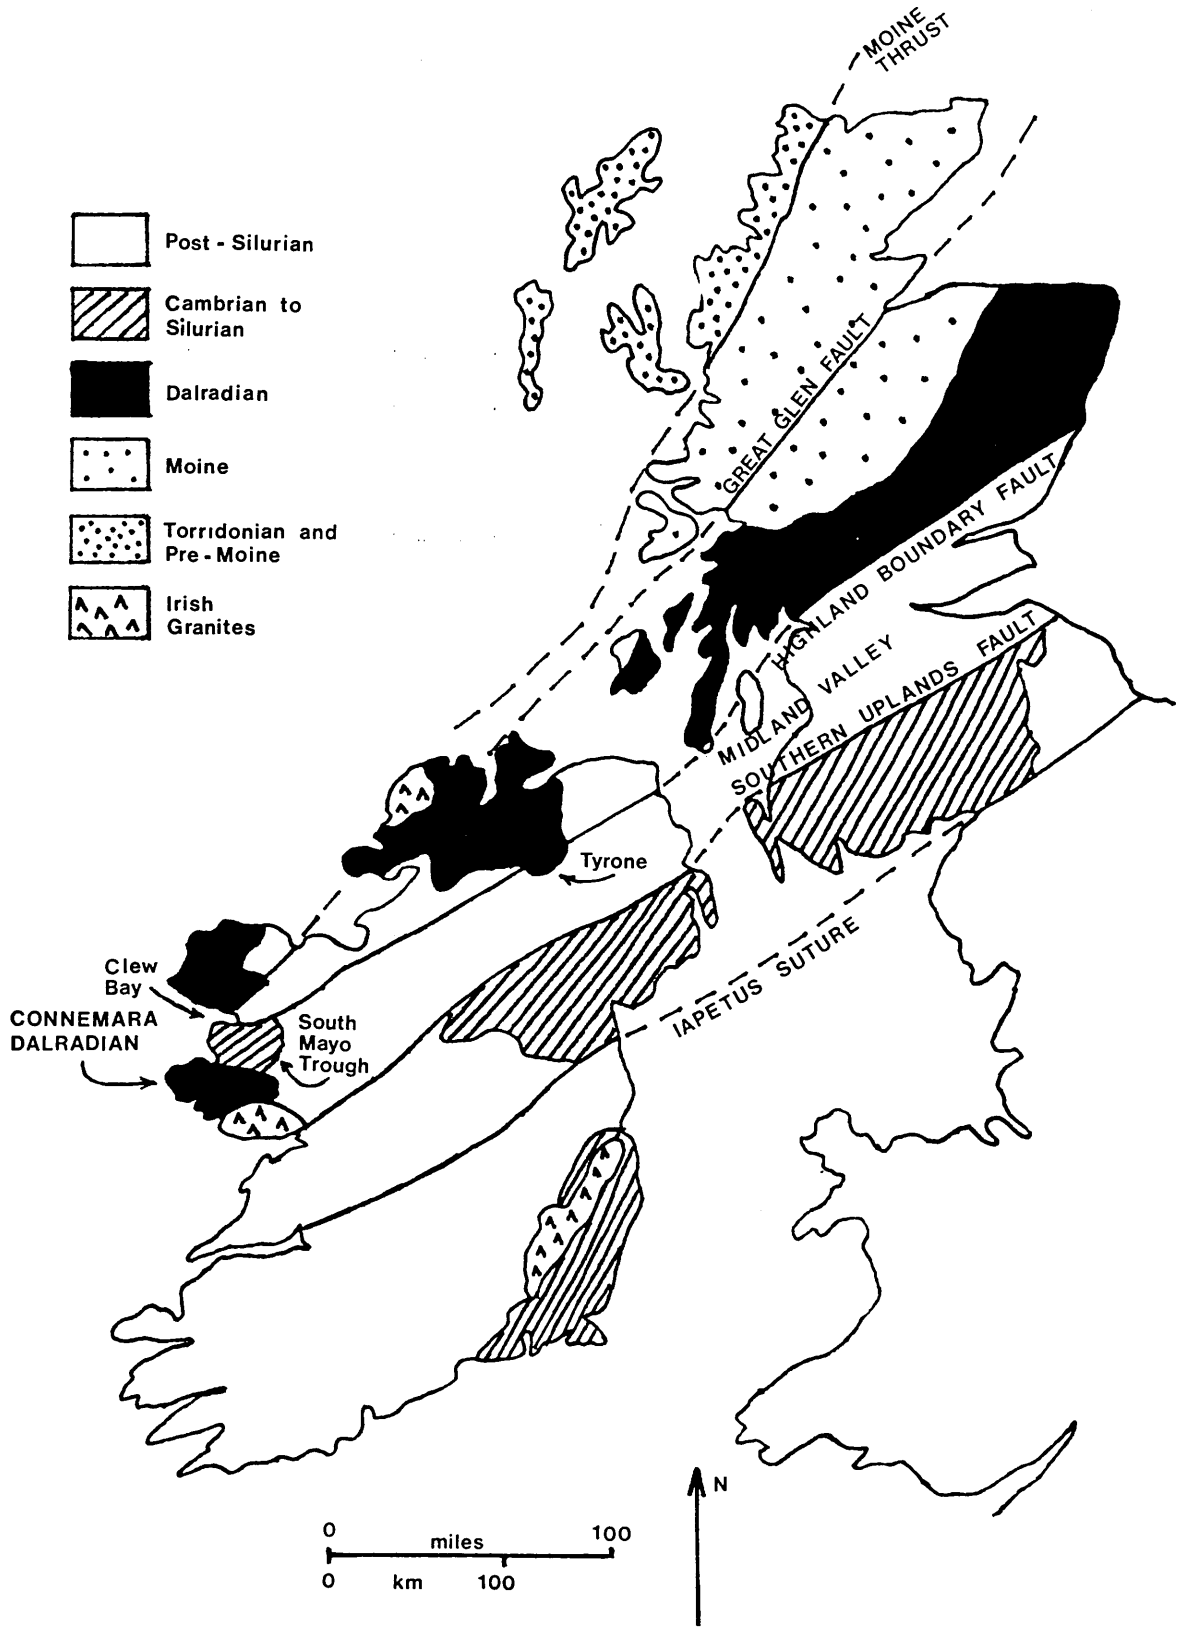 MOINE
THRUST
Post - Silurian
Cambrian to
Silurian
Dalradian
Moine
Torridonian and
Pre - Moine
Irish
Granites
GREAT GLEN FAULT
HIGHLAND BOUNDARY FAULT
MIDLAND VALLEY
SOUTHERN UPLANDS FAULT
Tyrone
IAPETUS SUTURE
Clew
Bay
CONNEMARA
DALRADIAN
South
Mayo
Trough
N
0 miles 100
0 km 100